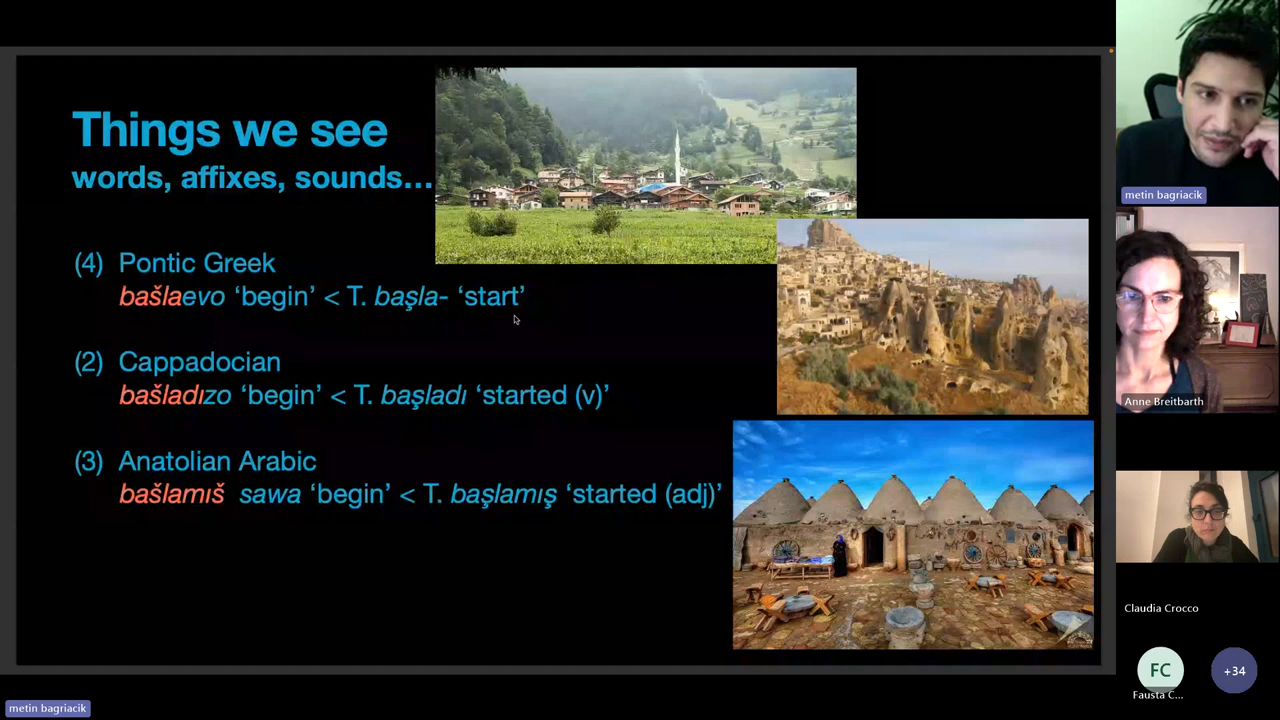 Things we see
words, affixes, sounds…
(4) Pontic Greek
bašlaevo ‘begin’ < T. başla- ‘start’
(2) Cappadocian
bašladızo ‘begin’ < T. başladı ‘started (v)’
(3) Anatolian Arabic
bašlamıš sawa ‘begin’ < T. başlamış ‘started (adj)’
metin bagriacik
Anne Breitbarth
Claudia Crocco
FC
Fausta C...
+34
metin bagriacik